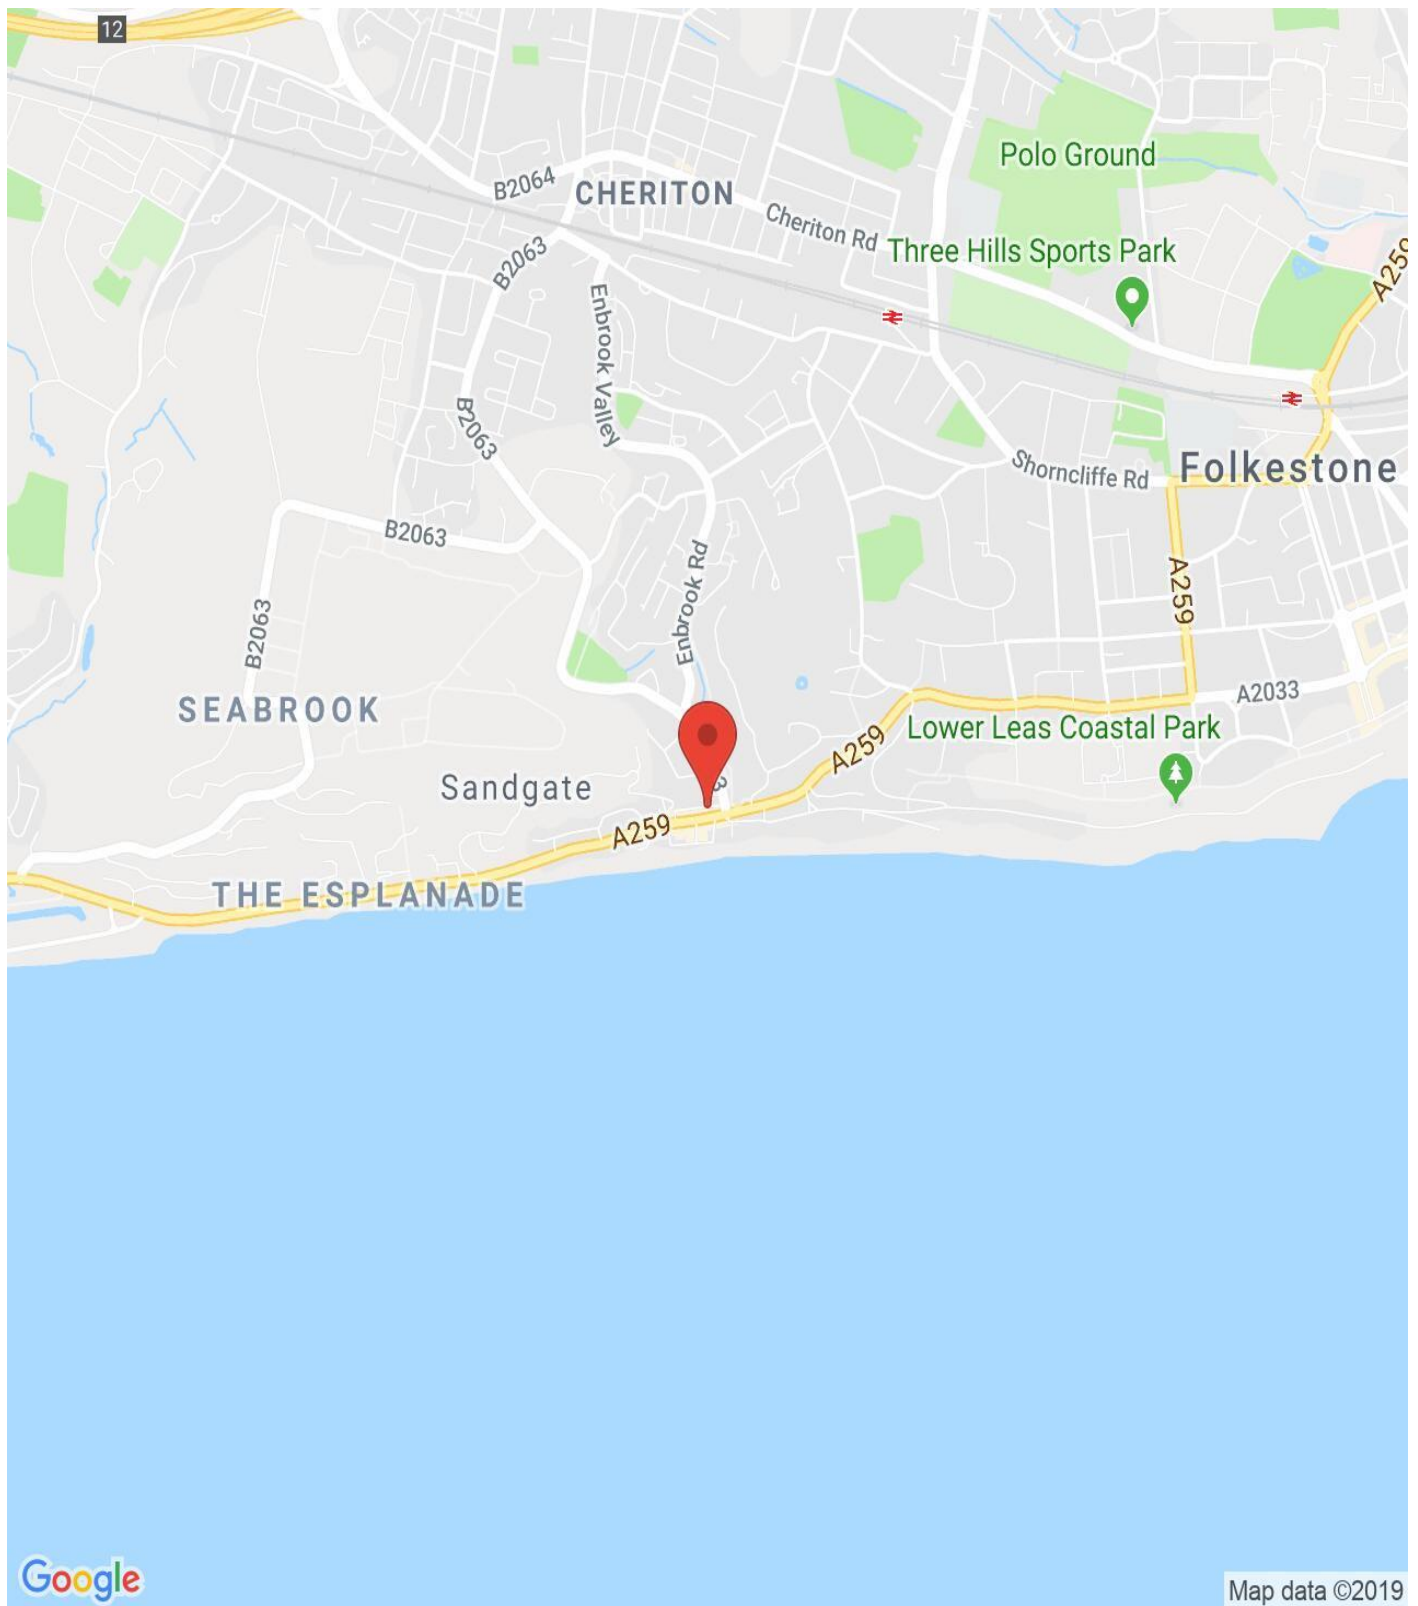 12
Polo Ground
B2064
CHERITON
Cheriton Rd
Three Hills Sports Park
B2063
A259
Enbrook Valley
B2063
Shorncliffe Rd
Folkestone
B2063
A259
Enbrook Rd
B2063
SEABROOK
A2033
Lower Leas Coastal Park
A259
Sandgate
3
A259
THE ESPLANADE
Google
Map data ©2019